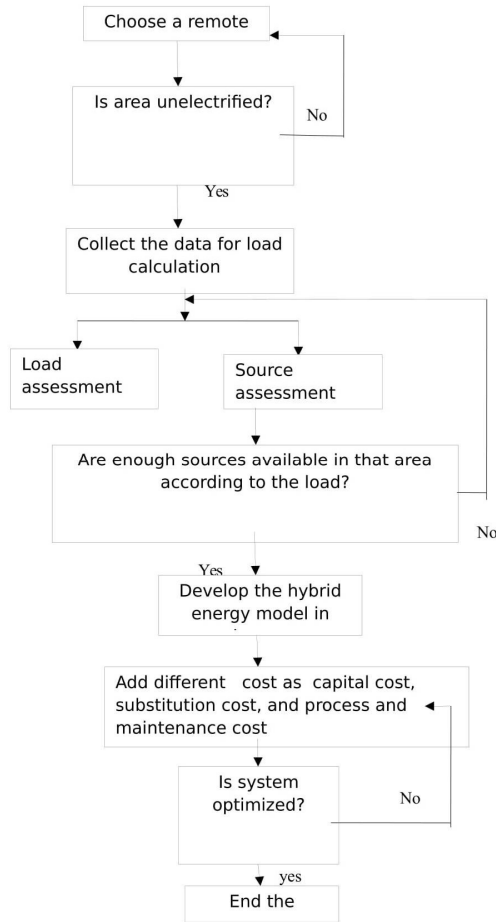 Choose a remote
Is area unelectrified?
No
Yes
Collect the data for load
calculation
Load
assessment
Source
assessment
Are enough sources available in that area
according to the load?
No
Yes
Develop the hybrid
energy model in
Add different cost as capital cost,
substitution cost, and process and
maintenance cost
Is system
optimized?
No
yes
End the